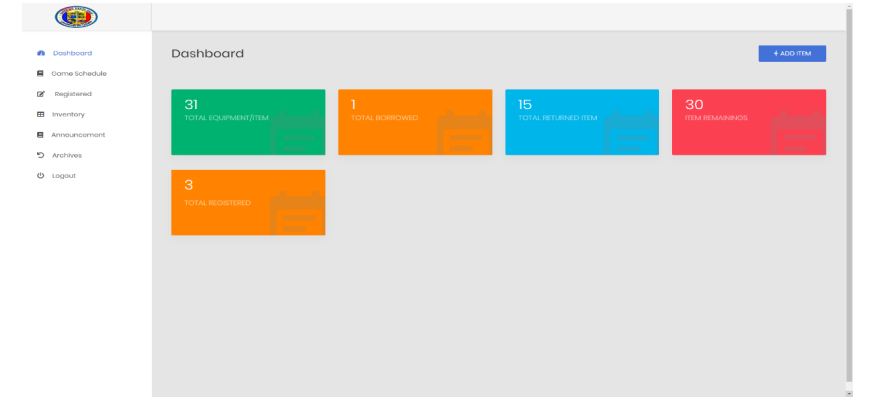 Dashboard
Game Schedule
Registered
Inventory
Announcement
Archives
Logout
Dashboard
+ ADD ITEM
31
TOTAL EQUIPMENT/ITEM
1
TOTAL BORROWED
15
TOTAL RETURNED ITEM
30
ITEM REMAININGS
3
TOTAL REGISTERED